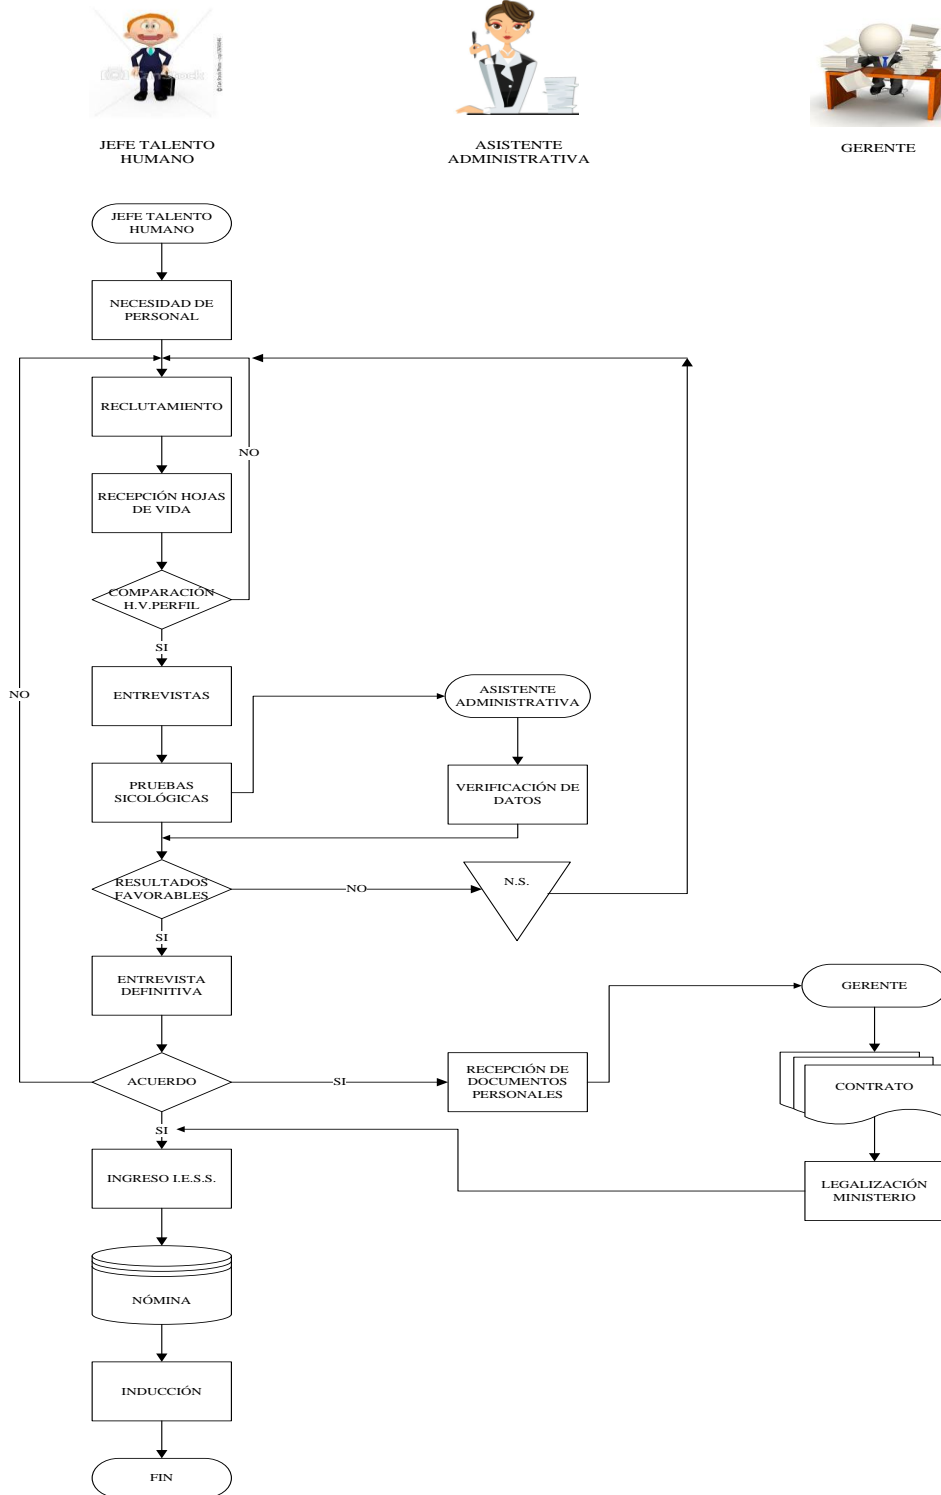 JEFE TALENTO
HUMANO
ASISTENTE
ADMINISTRATIVA
GERENTE
JEFE TALENTO
HUMANO
NECESIDAD DE
PERSONAL
RECLUTAMIENTO
NO
RECEPCIÓN HOJAS
DE VIDA
COMPARACIÓN
H.V.PERFIL
SI
NO
ENTREVISTAS
ASISTENTE
ADMINISTRATIVA
PRUEBAS
SICOLÓGICAS
VERIFICACIÓN DE
DATOS
RESULTADOS
FAVORABLES
NO
N.S.
SI
ENTREVISTA
DEFINITIVA
GERENTE
ACUERDO
SI
RECEPCIÓN DE
DOCUMENTOS
PERSONALES
CONTRATO
SI
INGRESO I.E.S.S.
LEGALIZACIÓN
MINISTERIO
NÓMINA
INDUCCIÓN
FIN